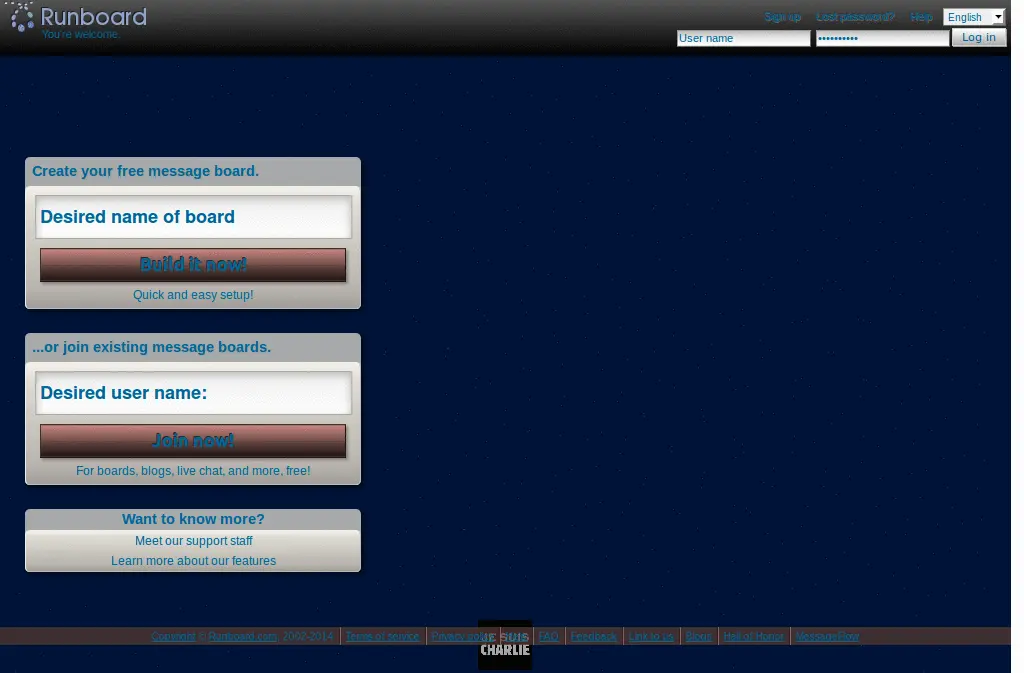 Runboard
You're welcome.
Sign up Lost password? Help English
User name •••••••••• Log in
Create your free message board.
Desired name of board
Build it now!
Quick and easy setup!
...or join existing message boards.
Desired user name:
Join now!
For boards, blogs, live chat, and more, free!
Want to know more?
Meet our support staff
Learn more about our features
Copyright © Runboard.com 2002-2014 Terms of service Privacy FAQ Feedback Link to us Blogs Hall of Honor MessageFlow
JE SUIS
CHARLIE